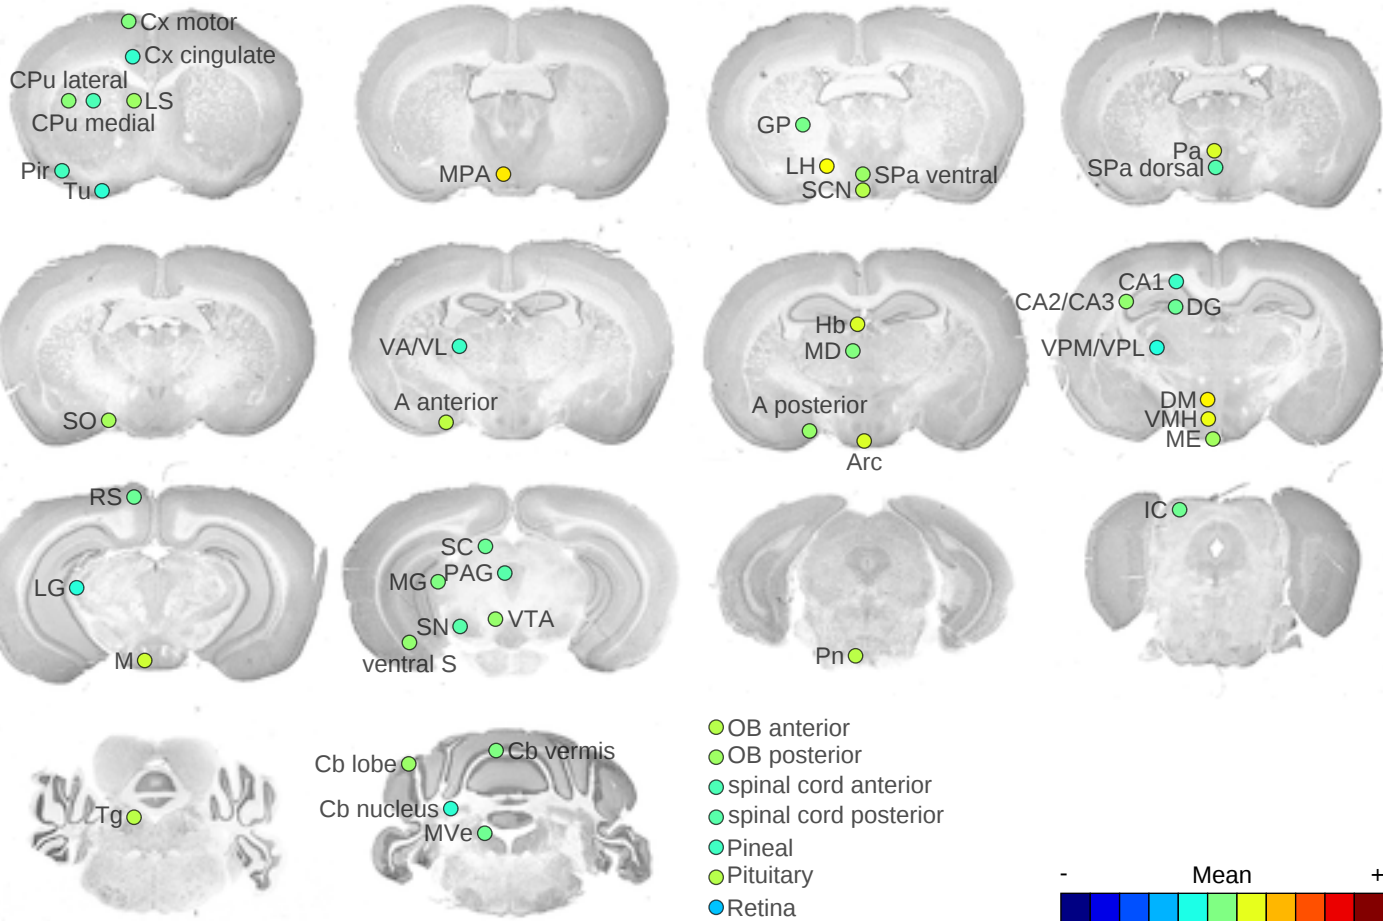 Cx motor
Cx cingulate
CPu lateral
LS
CPu medial
Pir
Tu
MPA
GP
LH
SPa ventral
SCN
Pa
SPa dorsal
SO
VA/VL
A anterior
Hb
MD
A posterior
Arc
CA1
CA2/CA3
DG
VPM/VPL
DM
VMH
ME
RS
LG
M
SC
PAG
MG
SN
VTA
ventral S
Pn
IC
Tg
Cb vermis
Cb lobe
Cb nucleus
MVe
OB anterior
OB posterior
spinal cord anterior
spinal cord posterior
Pineal
Pituitary
Retina
- Mean +